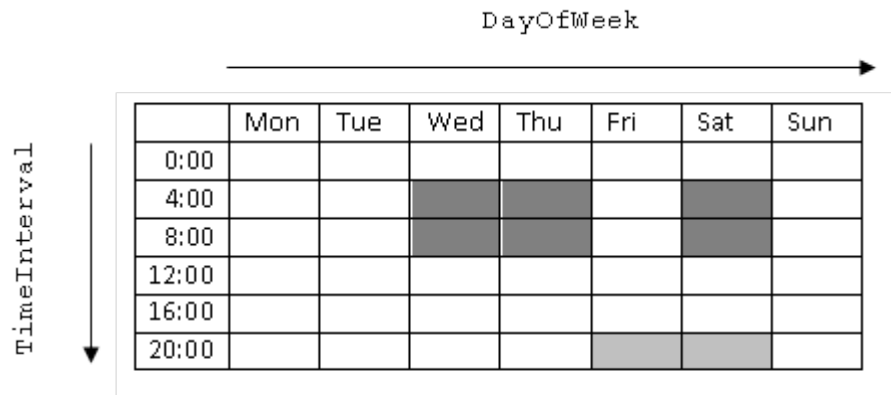 DayOfWeek
Mon Tue Wed Thu Fri Sat Sun
TimeInterval
0:00
4:00
8:00
12:00
16:00
20:00